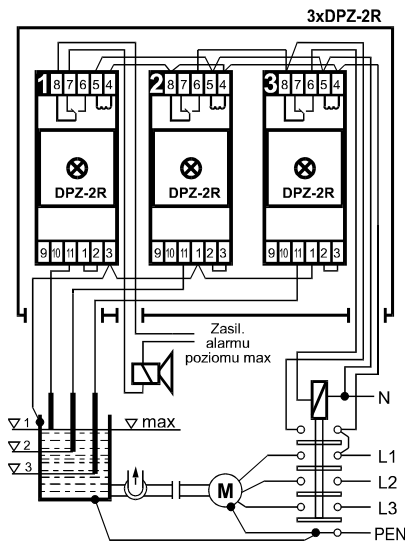 3xDPZ-2R
1 8 7 6 5 4
2 8 7 6 5 4
3 8 7 6 5 4
DPZ-2R
DPZ-2R
DPZ-2R
9 10 11 1 2 3
9 10 11 1 2 3
9 10 11 1 2 3
Zasil.
alarmu
poziomu max
N
1
max
2
3
L1
M
L2
L3
PEN